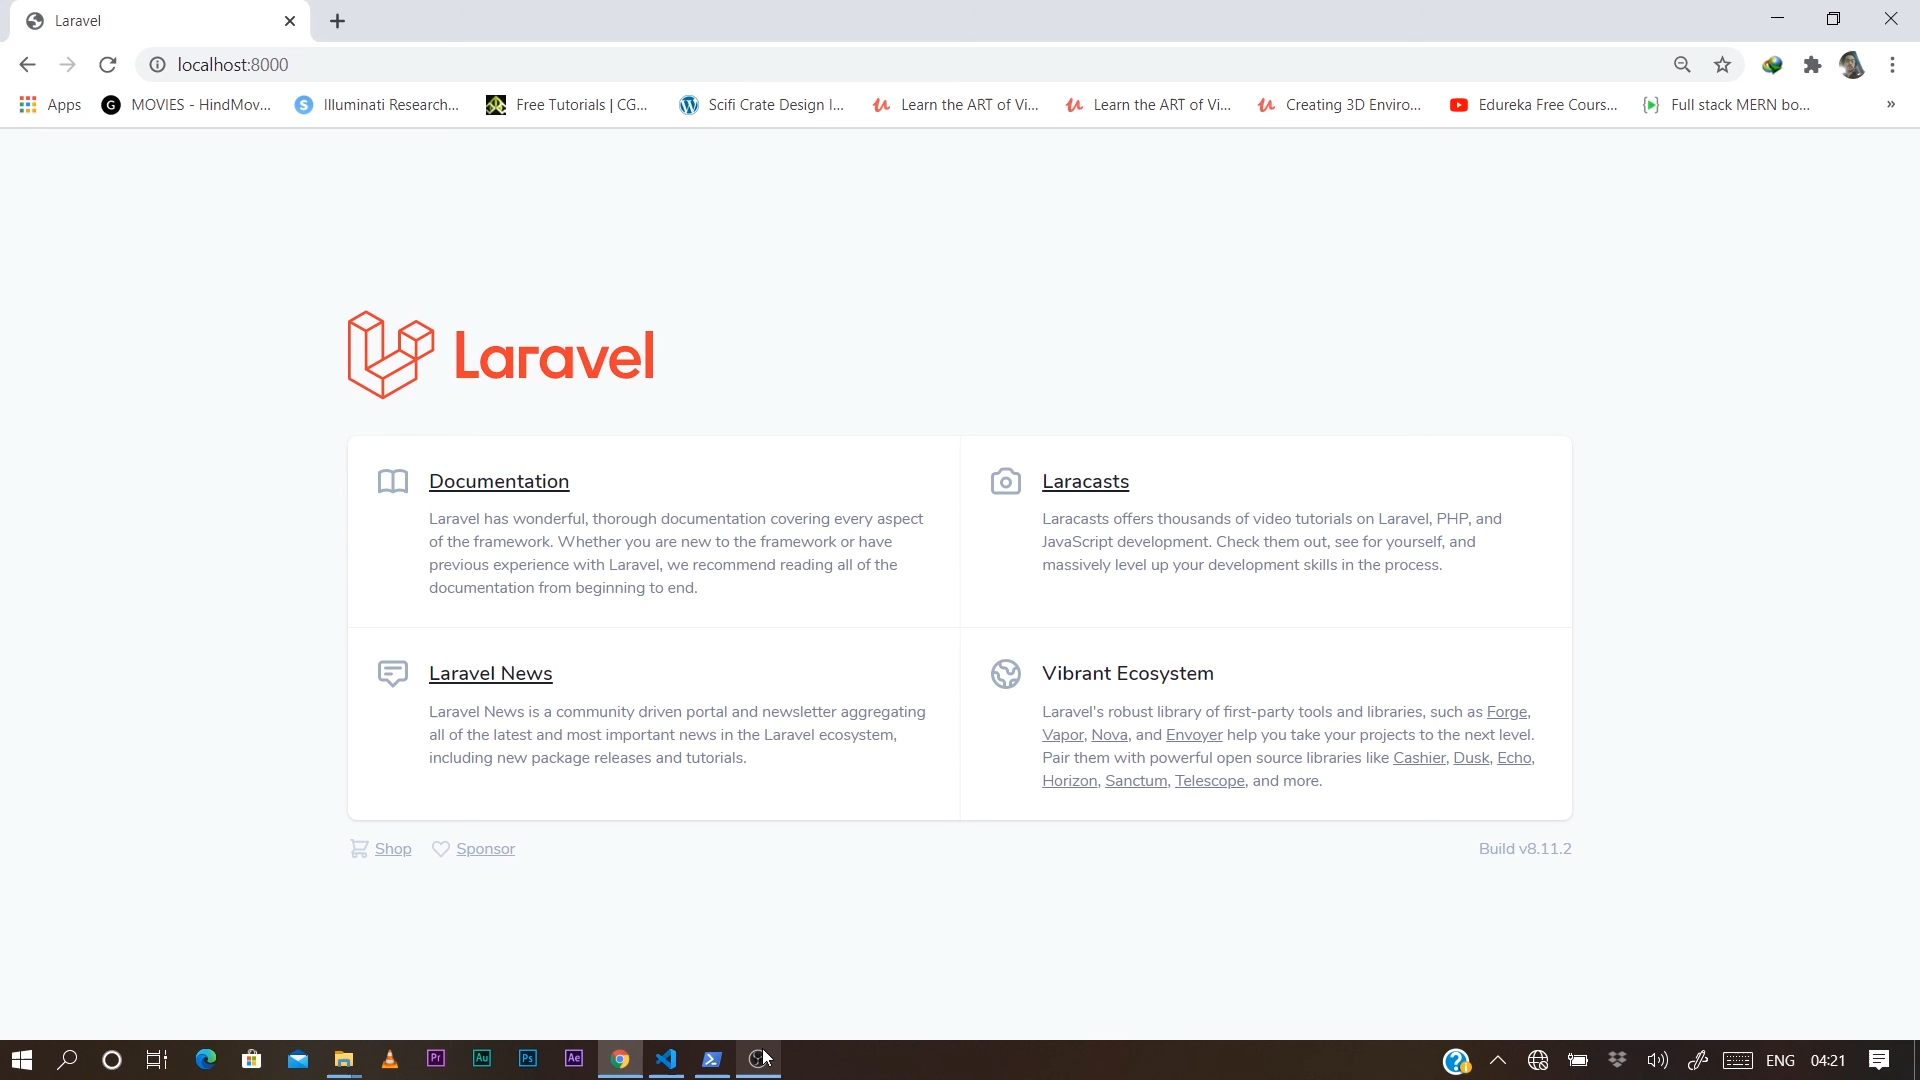 Laravel
localhost:8000
Apps
MOVIES - HindMov...
Illuminati Research...
Free Tutorials | CG...
Scifi Crate Design I...
Learn the ART of Vi...
Learn the ART of Vi...
Creating 3D Enviro...
Edureka Free Cours...
Full stack MERN bo...
»
Laravel
Documentation
Laravel has wonderful, thorough documentation covering every aspect
of the framework. Whether you are new to the framework or have
previous experience with Laravel, we recommend reading all of the
documentation from beginning to end.
Laracasts
Laracasts offers thousands of video tutorials on Laravel, PHP, and
JavaScript development. Check them out, see for yourself, and
massively level up your development skills in the process.
Laravel News
Laravel News is a community driven portal and newsletter aggregating
all of the latest and most important news in the Laravel ecosystem,
including new package releases and tutorials.
Vibrant Ecosystem
Laravel's robust library of first-party tools and libraries, such as Forge,
Vapor, Nova, and Envoyer help you take your projects to the next level.
Pair them with powerful open source libraries like Cashier, Dusk, Echo,
Horizon, Sanctum, Telescope, and more.
Shop
Sponsor
Build v8.11.2
Pr
Au
Ps
Ae
ENG
04:21